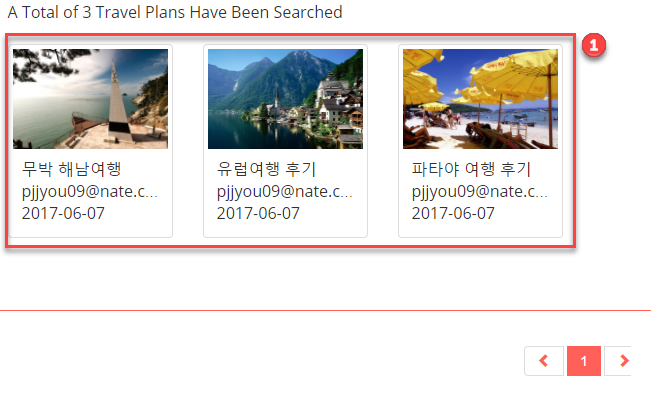 A Total of 3 Travel Plans Have Been Searched
1
무박 해남여행
pjjyou09@nate.c...
2017-06-07
유럽여행 후기
pjjyou09@nate.c...
2017-06-07
파타야 여행 후기
pjjyou09@nate.c...
2017-06-07
1